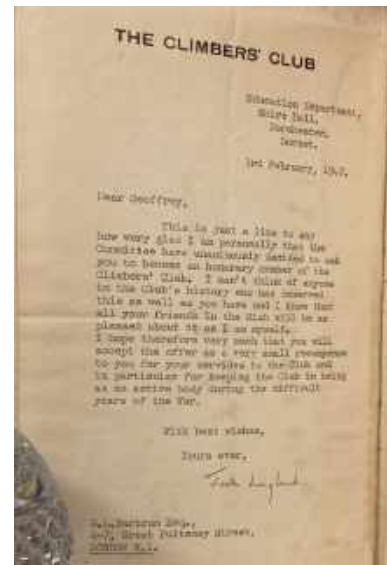 THE CLIMBERS' CLUB
Education Department,
Shire Hall,
Dorchester,
Dorset.
3rd February, 1947.
Dear Geoffrey,
This is just a line to say
how very glad I am personally that the
Committee have unanimously decided to ask
you to become an honorary member of the
Climbers' Club. I can't think of anyone
in the Club's history who has deserved
this as well as you have and I know that
all your friends in the Club will be as
pleased about it as I am myself.
I hope therefore very much that you will
accept the offer as a very small recompense
to you for your services to the Club and
in particular for keeping the Club in being
as an active body during the difficult
years of the War.
With best wishes,
Yours ever,
Bartrum Esq.,
Great Pulteney Street,
LONDON W.1.